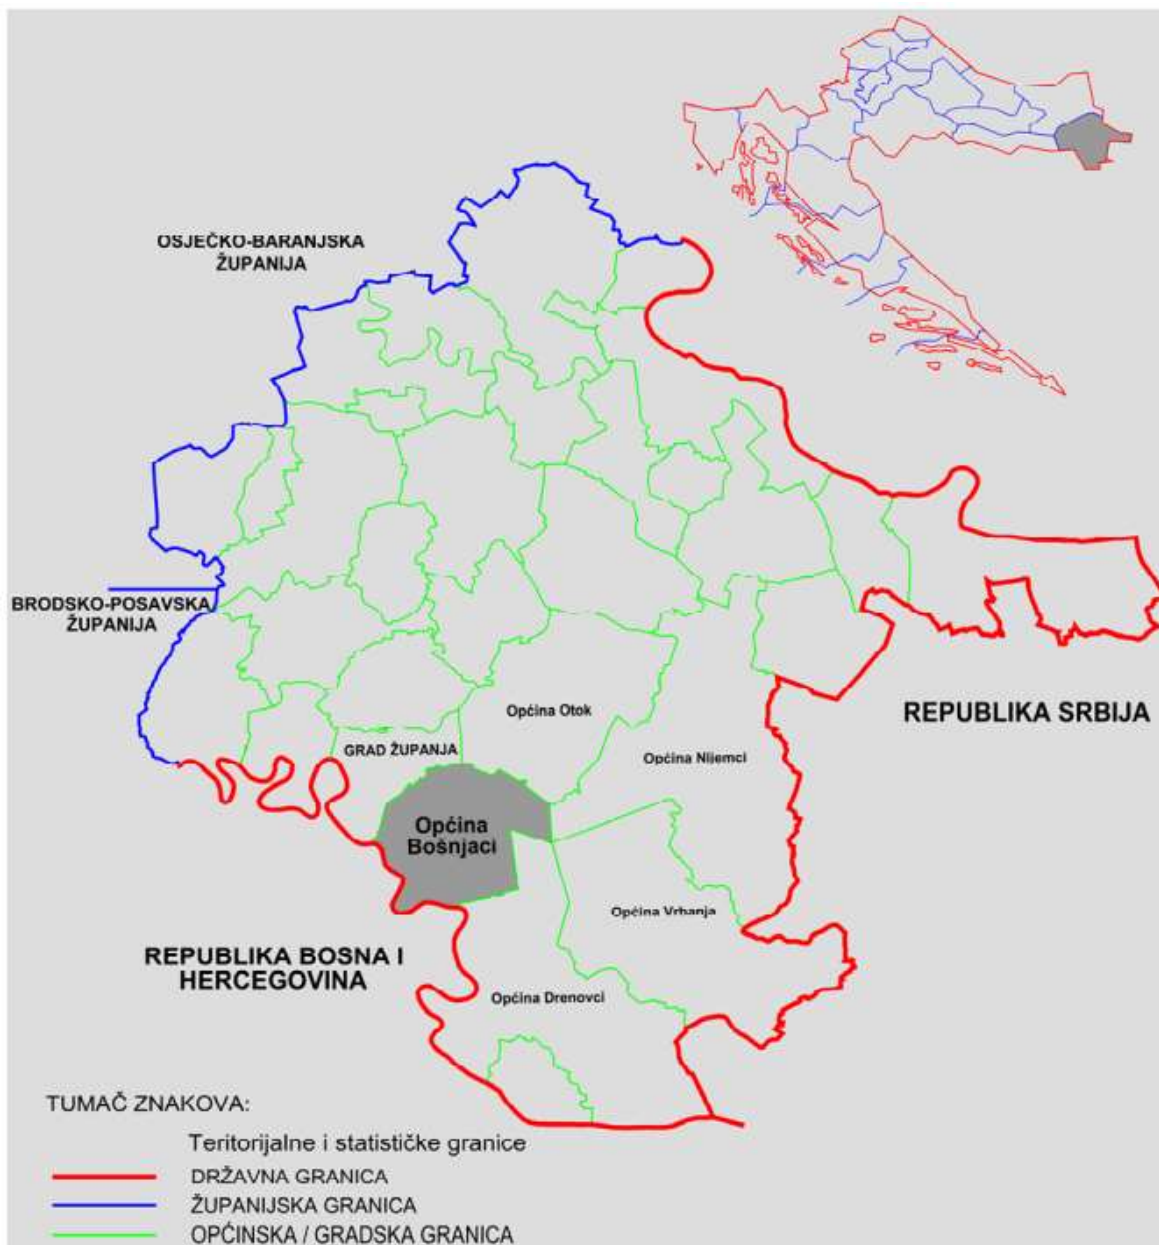 OSJEČKO-BARANJSKA
ŽUPANIJA
BRODSKO-POSAVSKA
ŽUPANIJA
Općina Otok
REPUBLIKA SRBIJA
GRAD ŽUPANJA
Općina Nijemci
Općina
Bošnjaci
Općina Vrbanja
REPUBLIKA BOSNA I
HERCEGOVINA
Općina Drenovci
TUMAČ ZNAKOVA:
Teritorijalne i statističke granice
DRŽAVNA GRANICA
ŽUPANIJSKA GRANICA
OPĆINSKA / GRADSKA GRANICA